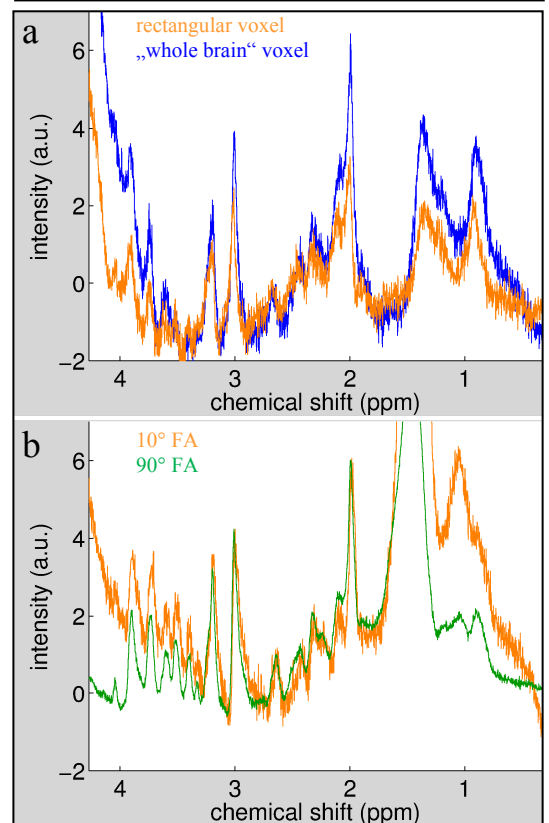 a
rectangular voxel
„whole brain“ voxel
6
4
2
0
−2
intensity (a.u.)
4 3 2 1
chemical shift (ppm)
b
10° FA
90° FA
6
4
2
0
−2
intensity (a.u.)
4 3 2 1
chemical shift (ppm)